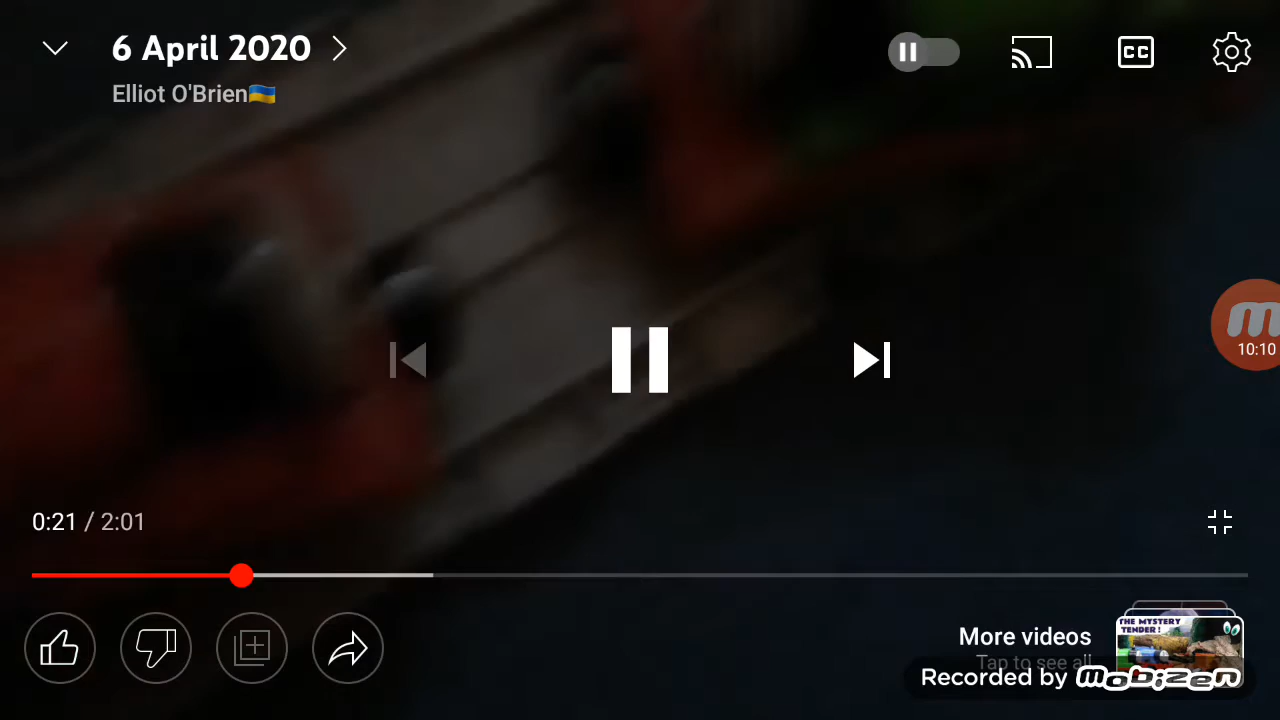 6 April 2020
Elliot O'Brien🇺🇦
CC
10:10
0:21 / 2:01
More videos
Tap to see all
THE MYSTERY
TENDER!
Recorded by mobizen